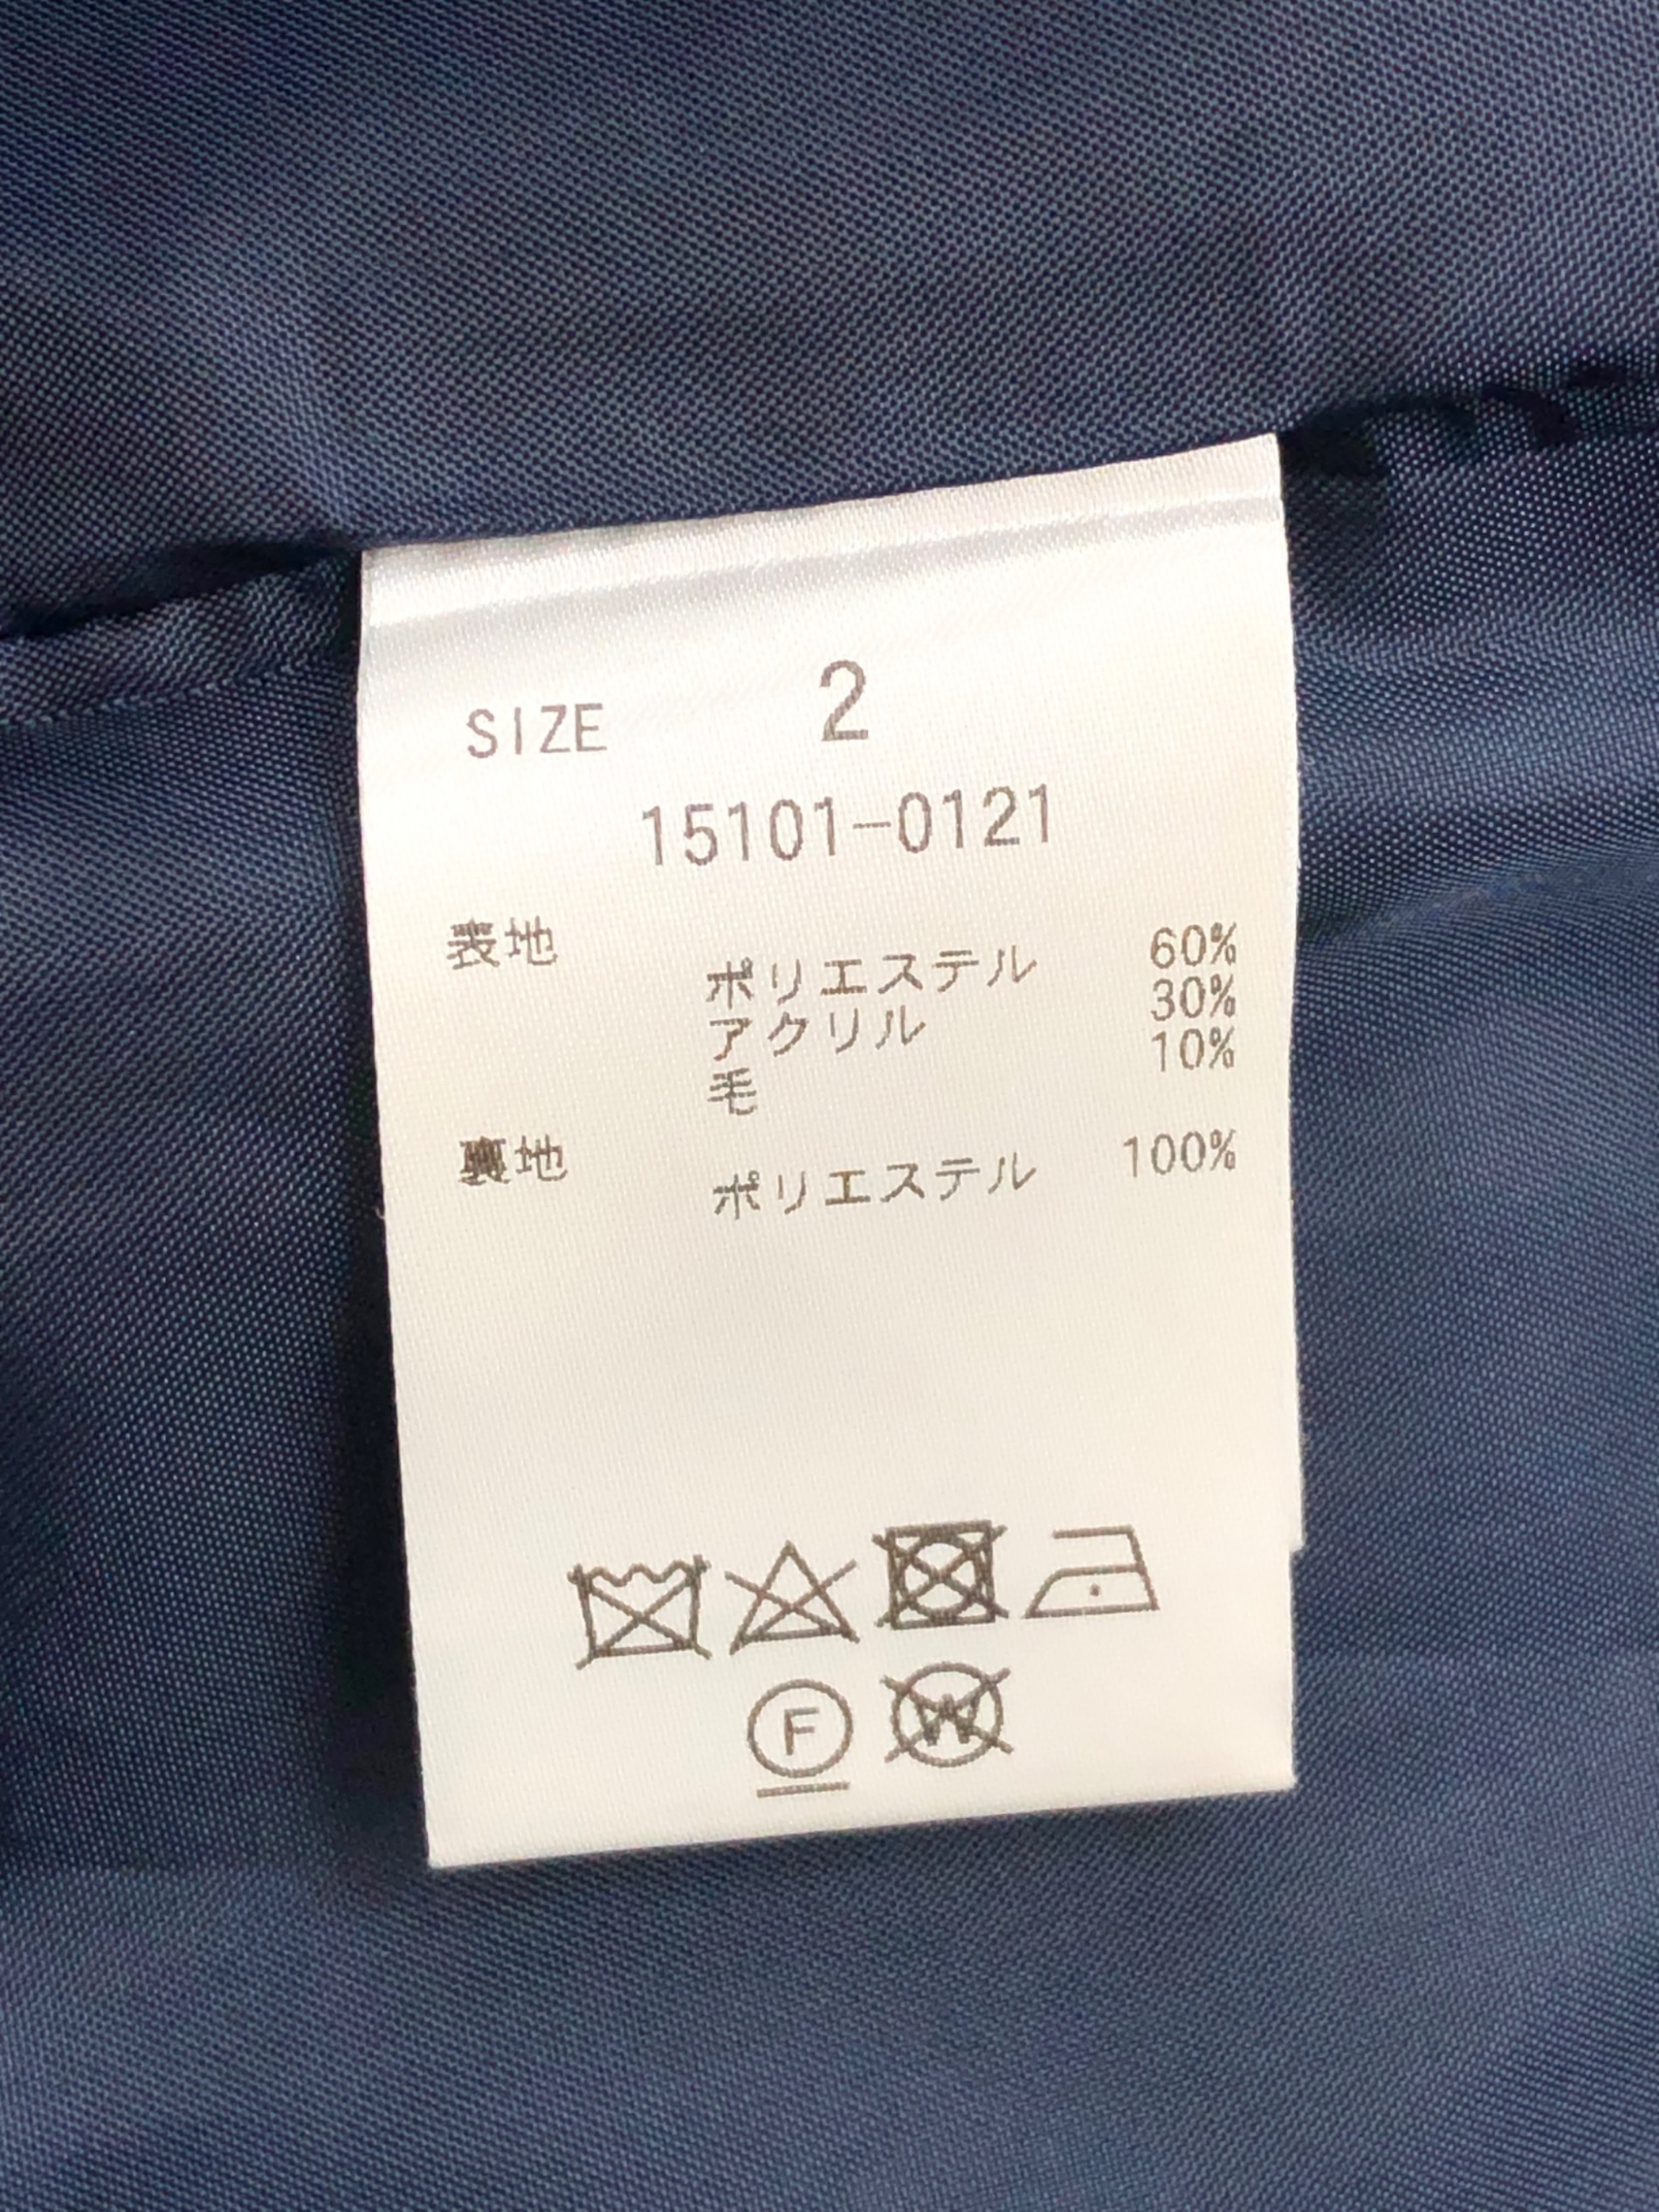 SIZE 2
15101-0121
表地
ポリエステル 60%
アクリル 30%
毛 10%
裏地
ポリエステル 100%
F W